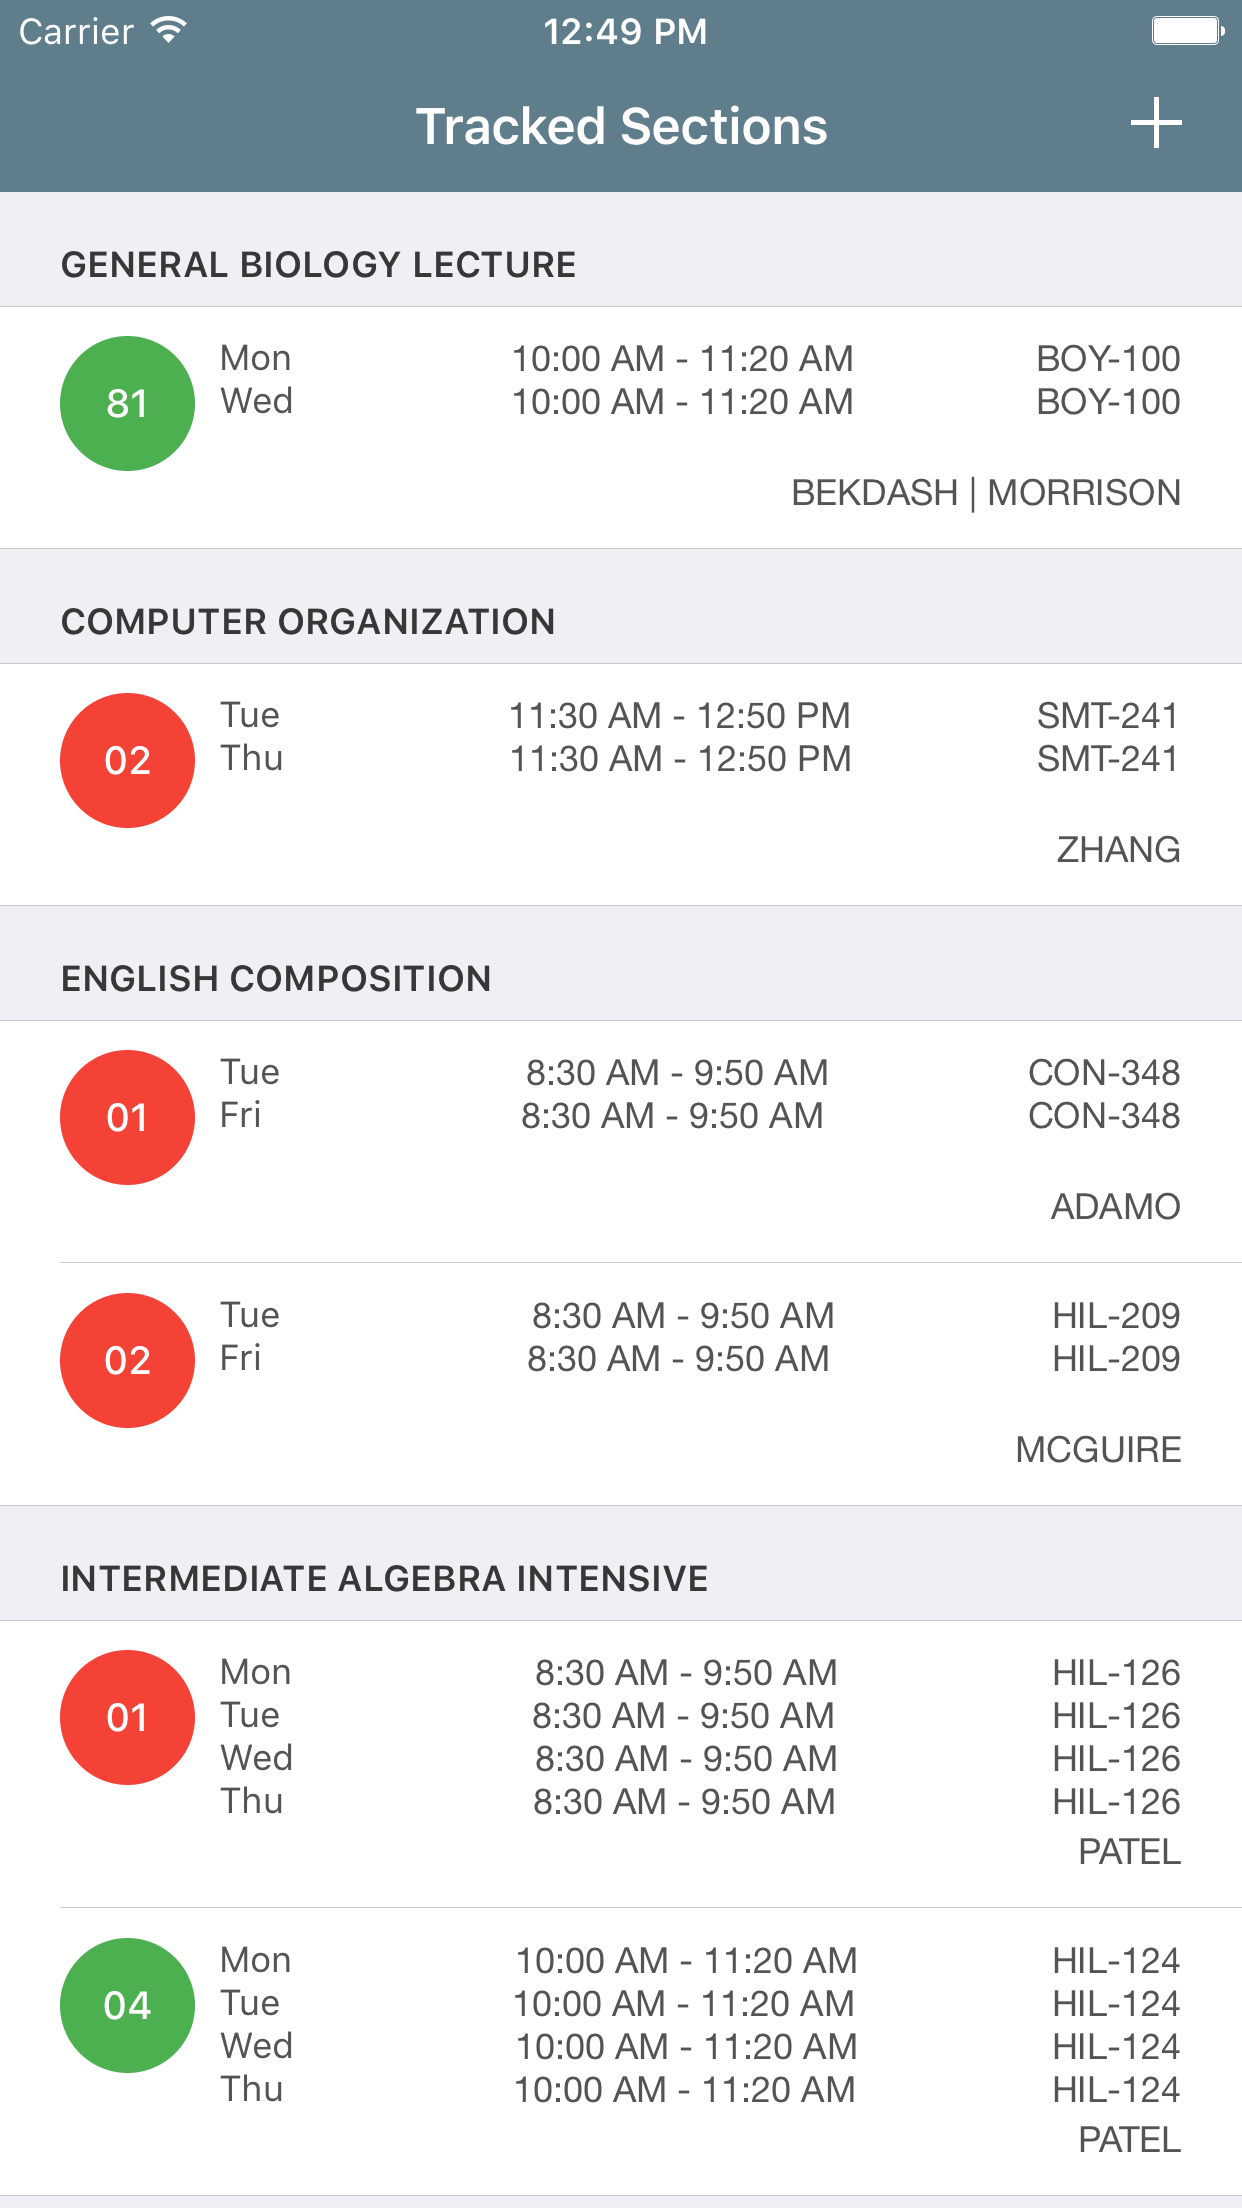 Carrier 12:49 PM
Tracked Sections +
GENERAL BIOLOGY LECTURE
81 Mon 10:00 AM - 11:20 AM BOY-100
Wed 10:00 AM - 11:20 AM BOY-100
BEKDASH | MORRISON
COMPUTER ORGANIZATION
02 Tue 11:30 AM - 12:50 PM SMT-241
Thu 11:30 AM - 12:50 PM SMT-241
ZHANG
ENGLISH COMPOSITION
01 Tue 8:30 AM - 9:50 AM CON-348
Fri 8:30 AM - 9:50 AM CON-348
ADAMO
02 Tue 8:30 AM - 9:50 AM HIL-209
Fri 8:30 AM - 9:50 AM HIL-209
MCGUIRE
INTERMEDIATE ALGEBRA INTENSIVE
01 Mon 8:30 AM - 9:50 AM HIL-126
Tue 8:30 AM - 9:50 AM HIL-126
Wed 8:30 AM - 9:50 AM HIL-126
Thu 8:30 AM - 9:50 AM HIL-126
PATEL
04 Mon 10:00 AM - 11:20 AM HIL-124
Tue 10:00 AM - 11:20 AM HIL-124
Wed 10:00 AM - 11:20 AM HIL-124
Thu 10:00 AM - 11:20 AM HIL-124
PATEL